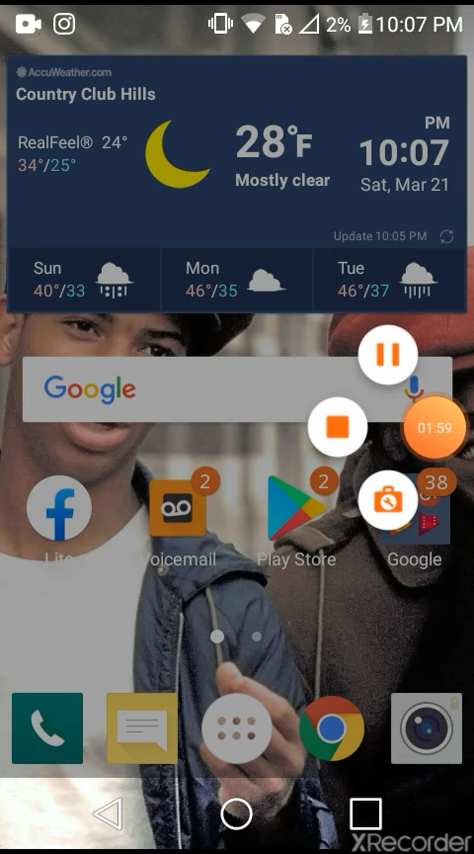 2% 10:07 PM
AccuWeather.com
Country Club Hills
RealFeel® 24°
34°/25°
28°F
Mostly clear
PM
10:07
Sat, Mar 21
Update 10:05 PM
Sun
40°/33
Mon
46°/35
Tue
46°/37
Google
01:59
2
2
38
Lite
Voicemail
Play Store
Google
XRecorder